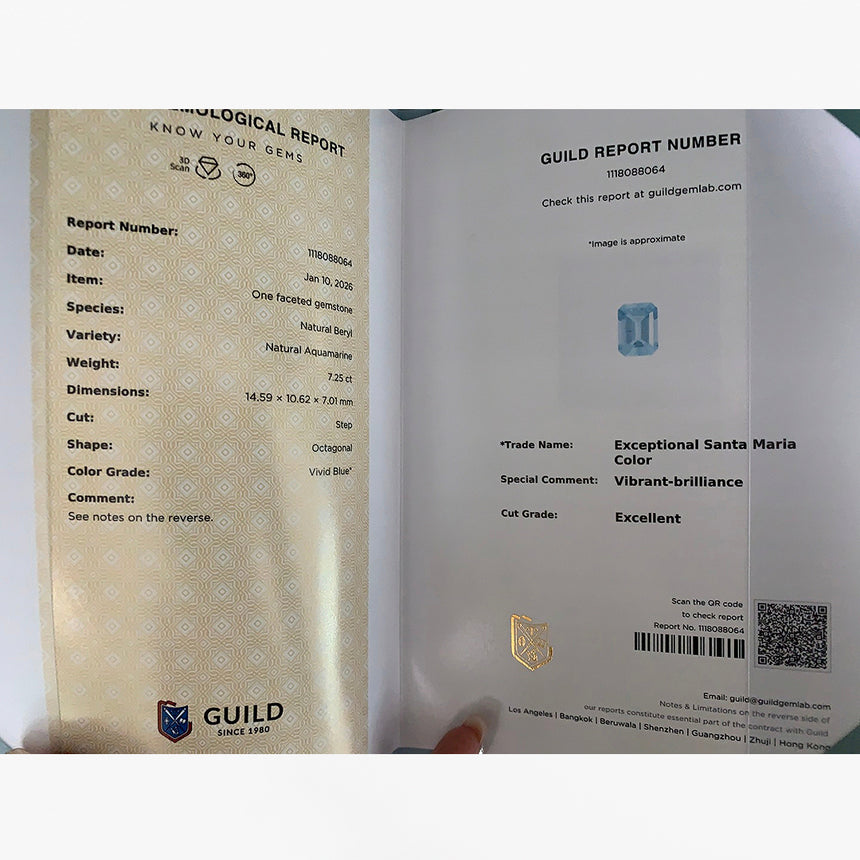 GEMOLOGICAL REPORT
KNOW YOUR GEMS
3D Scan 360°
Report Number: 1118088064
Date: Jan 10, 2026
Item: One faceted gemstone
Species: Natural Beryl
Variety: Natural Aquamarine
Weight: 7.25 ct
Dimensions: 14.59 × 10.62 × 7.01 mm
Cut: Step
Shape: Octagonal
Color Grade: Vivid Blue*
Comment:
See notes on the reverse.
GUILD
SINCE 1980
GUILD REPORT NUMBER
1118088064
Check this report at guildgemlab.com
*Image is approximate
*Trade Name: Exceptional Santa Maria
Color
Special Comment: Vibrant-brilliance
Cut Grade: Excellent
Scan the QR code
to check report
Report No. 1118088064
Email: guild@guildgemlab.com
Notes & Limitations on the reverse side of
our reports constitute essential part of the contract with Guild
Los Angeles | Bangkok | Beruwala | Shenzhen | Guangzhou | Zhuji | Hong Kong